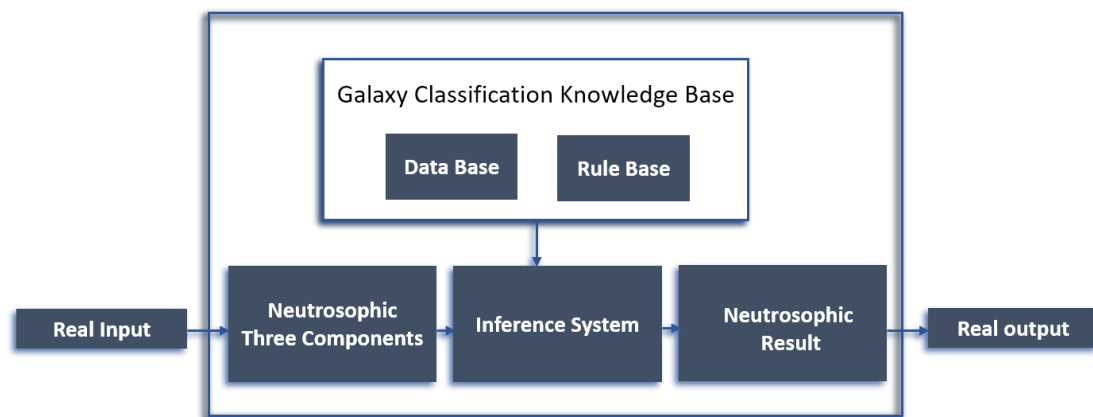 Galaxy Classification Knowledge Base
Data Base
Rule Base
Real Input
Neutrosophic
Three Components
Inference System
Neutrosophic
Result
Real output